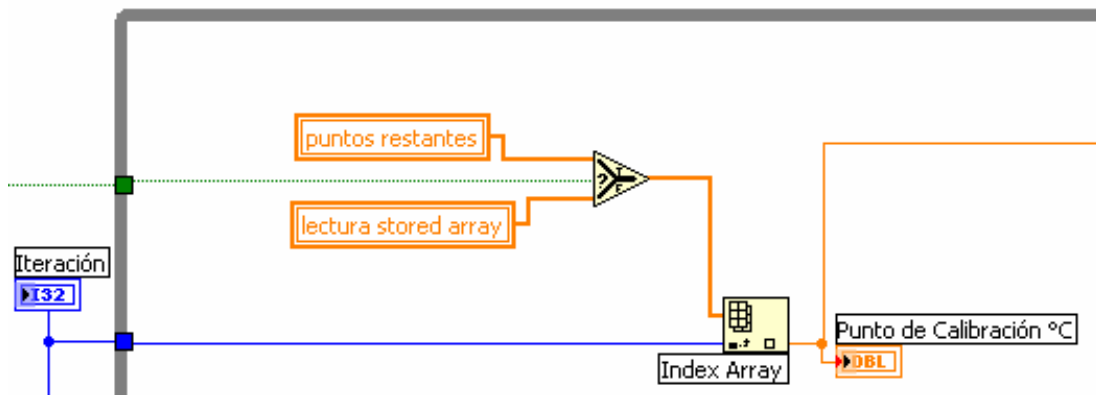 puntos restantes
?
T
F
lectura stored array
Iteración
I32
Index Array
Punto de Calibración °C
DBL